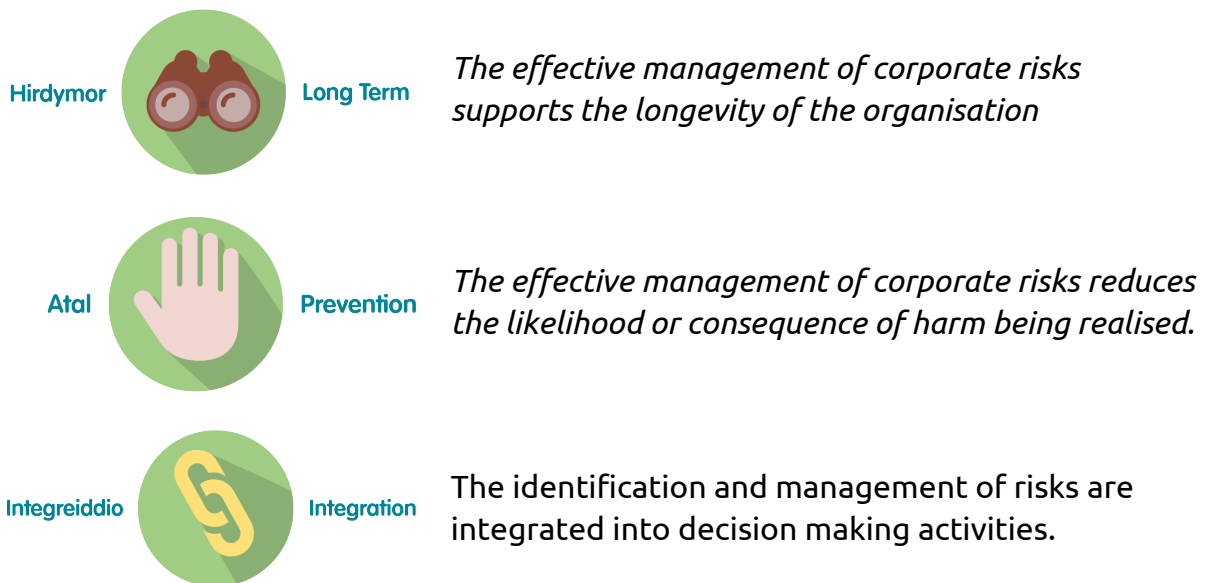 Hirdymor
Long Term
The effective management of corporate risks
supports the longevity of the organisation
Atal
Prevention
The effective management of corporate risks reduces
the likelihood or consequence of harm being realised.
Integreiddio
Integration
The identification and management of risks are
integrated into decision making activities.